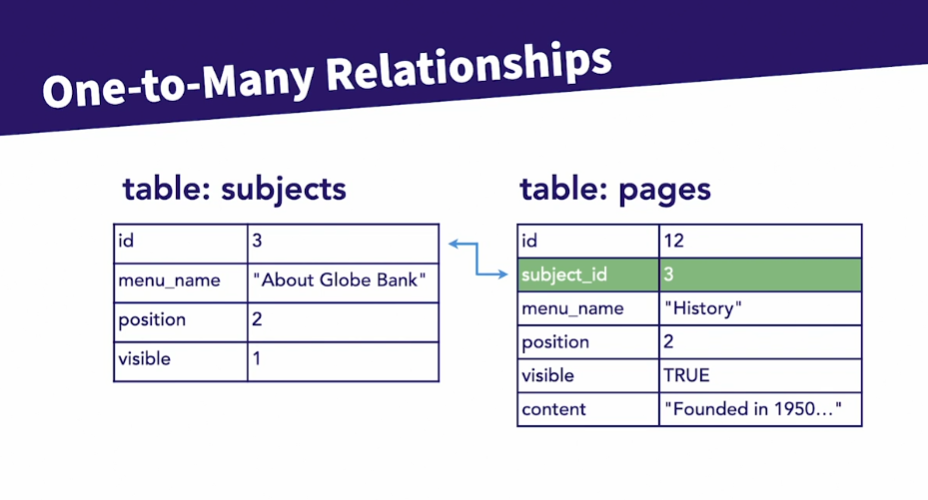 One-to-Many Relationships
table: subjects
id 3
menu_name "About Globe Bank"
position 2
visible 1
table: pages
id 12
subject_id 3
menu_name "History"
position 2
visible TRUE
content "Founded in 1950..."